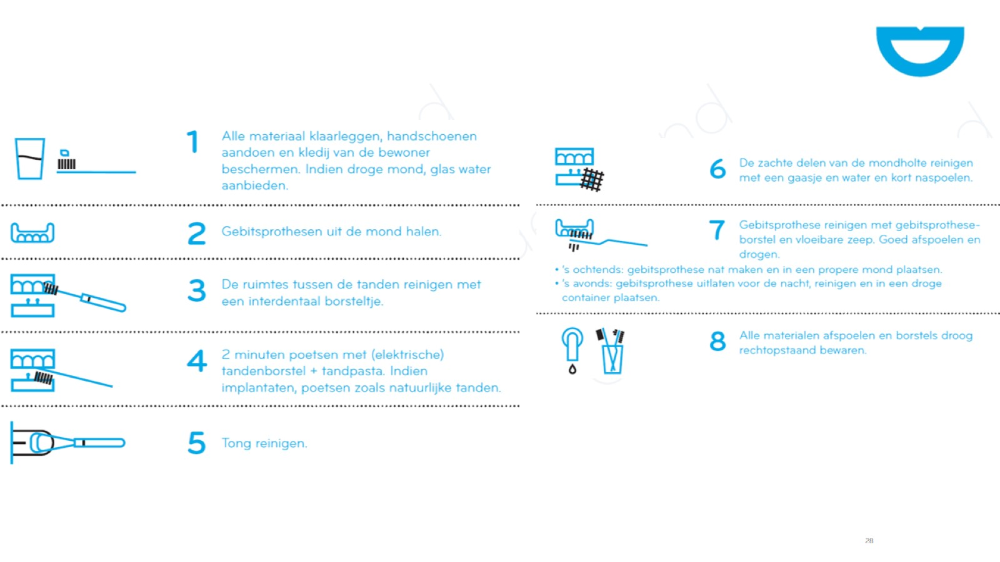 1
Alle materiaal klaarleggen, handschoenen
aandoen en kledij van de bewoner
beschermen. Indien droge mond, glas water
aanbieden.
2
Gebitsprothesen uit de mond halen.
3
De ruimtes tussen de tanden reinigen met
een interdentaal borsteltje.
4
2 minuten poetsen met (elektrische)
tandenborstel + tandpasta. Indien
implantaten, poetsen zoals natuurlijke tanden.
5
Tong reinigen.
6
De zachte delen van de mondholte reinigen
met een gaasje en water en kort naspoelen.
7
Gebitsprothese reinigen met gebitsprothese-
borstel en vloeibare zeep. Goed afspoelen en
drogen.
• 's ochtends: gebitsprothese nat maken en in een propere mond plaatsen.
• 's avonds: gebitsprothese uitlaten voor de nacht, reinigen en in een droge
container plaatsen.
8
Alle materialen afspoelen en borstels droog
rechtopstaand bewaren.
28